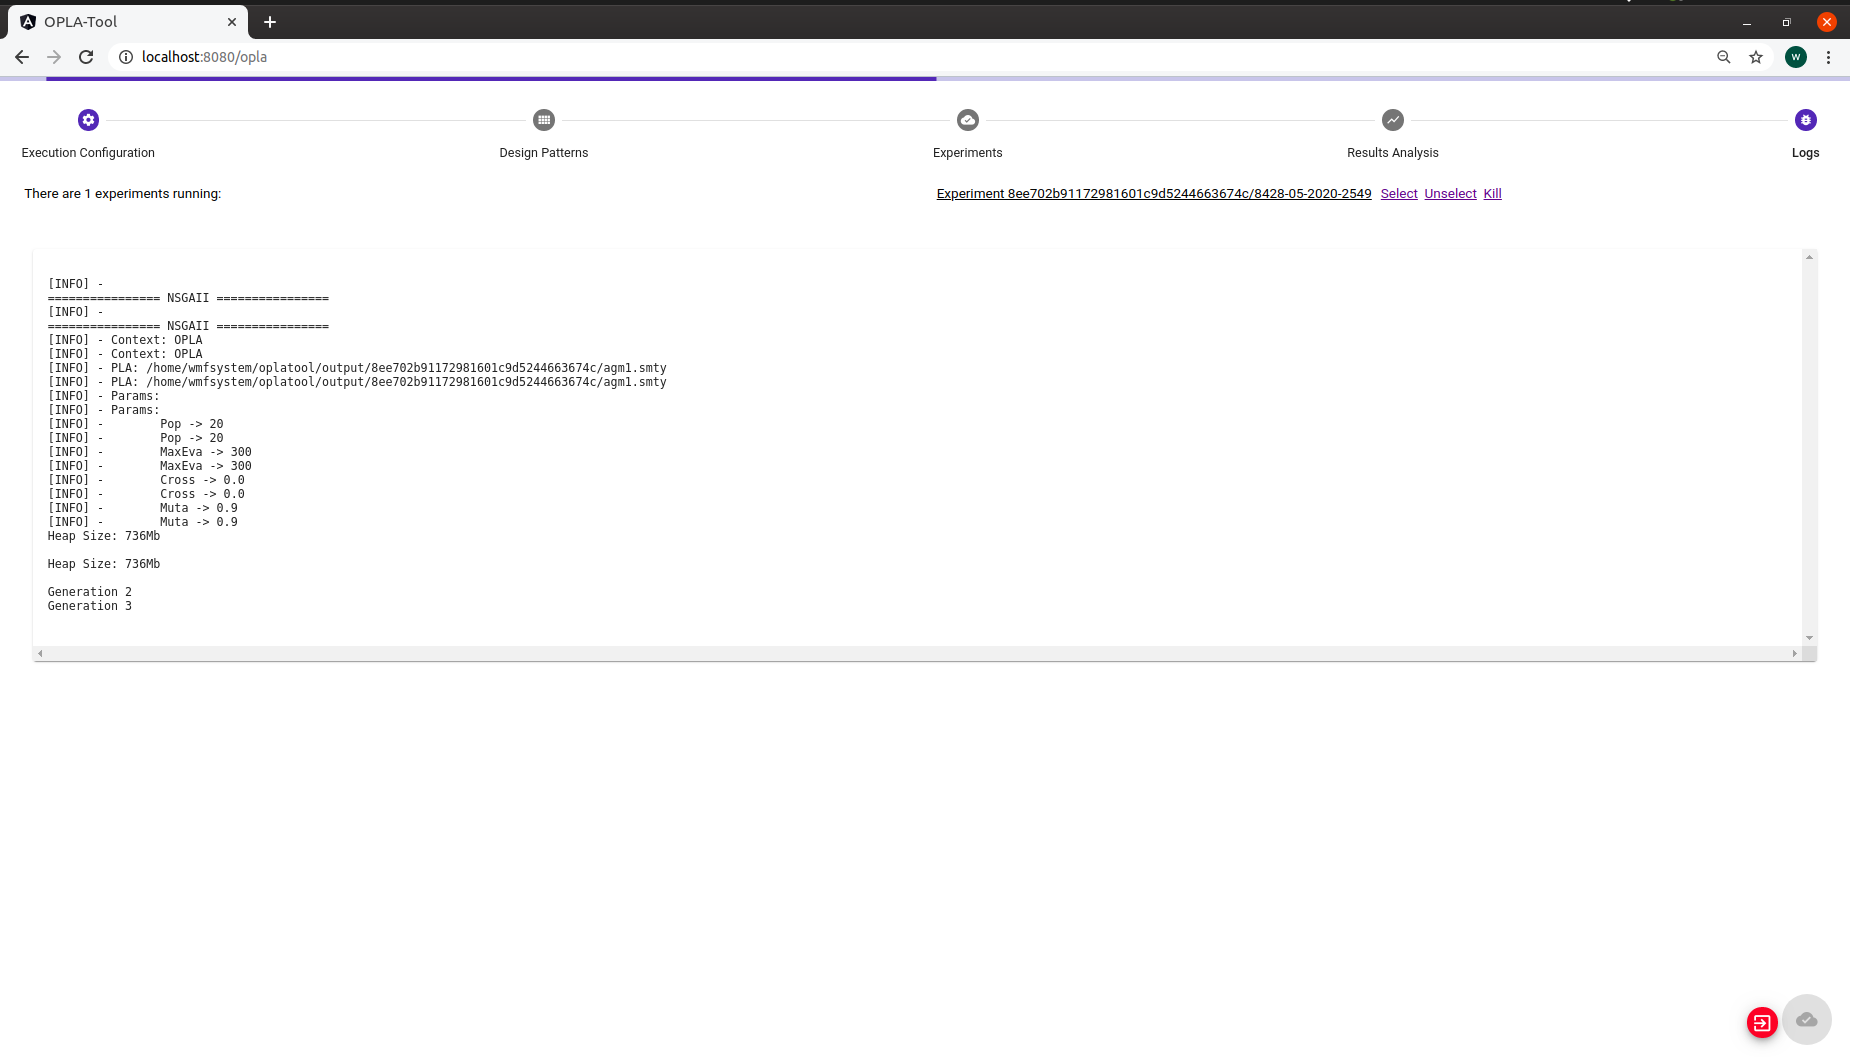 OPLA-Tool
localhost:8080/opla
W
Execution Configuration
Design Patterns
Experiments
Results Analysis
Logs
There are 1 experiments running:
Experiment 8ee702b91172981601c9d5244663674c/8428-05-2020-2549 Select Unselect Kill
[INFO] -
================ NSGAII ================
[INFO] -
================ NSGAII ================
[INFO] - Context: OPLA
[INFO] - Context: OPLA
[INFO] - PLA: /home/wmfsystem/oplatool/output/8ee702b91172981601c9d5244663674c/agm1.smty
[INFO] - PLA: /home/wmfsystem/oplatool/output/8ee702b91172981601c9d5244663674c/agm1.smty
[INFO] - Params:
[INFO] - Params:
[INFO] -        Pop -> 20
[INFO] -        Pop -> 20
[INFO] -        MaxEva -> 300
[INFO] -        MaxEva -> 300
[INFO] -        Cross -> 0.0
[INFO] -        Cross -> 0.0
[INFO] -        Muta -> 0.9
[INFO] -        Muta -> 0.9
Heap Size: 736Mb
Heap Size: 736Mb
Generation 2
Generation 3